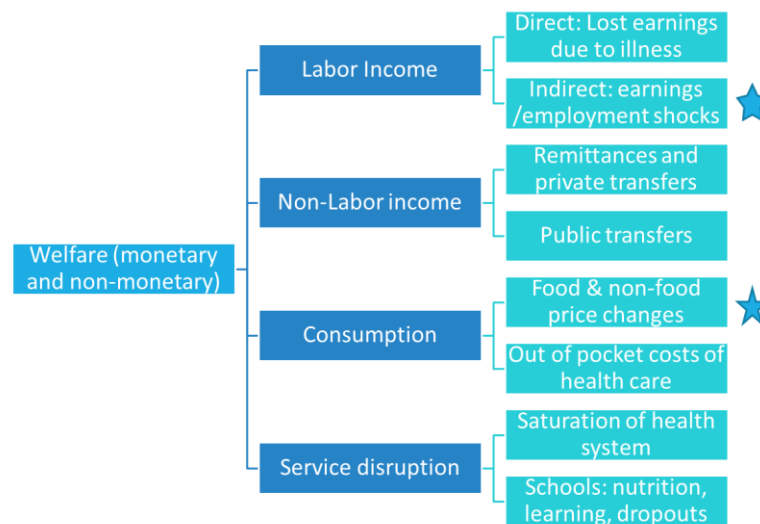 Welfare (monetary
and non-monetary)
Labor Income
Direct: Lost earnings
due to illness
Indirect: earnings
/employment shocks
Non-Labor income
Remittances and
private transfers
Public transfers
Consumption
Food & non-food
price changes
Out of pocket costs of
health care
Service disruption
Saturation of health
system
Schools: nutrition,
learning, dropouts